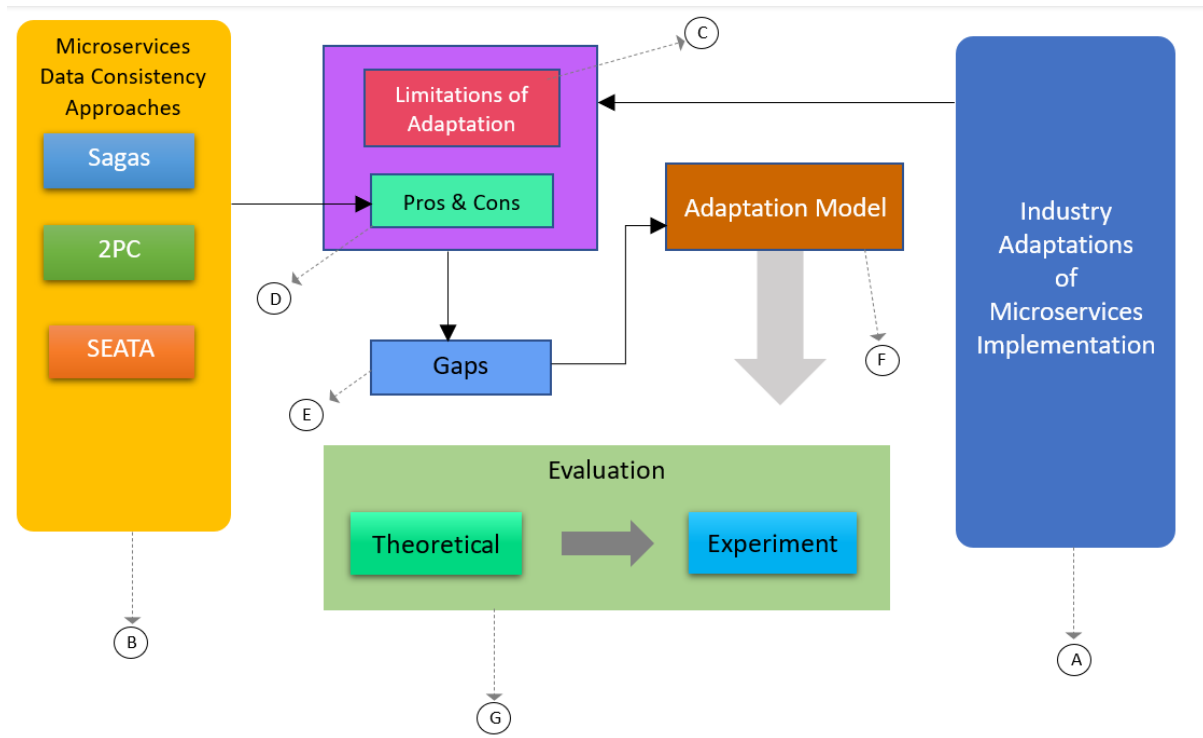 Microservices
Data Consistency
Approaches
Sagas
2PC
SEATA
B
Limitations of
Adaptation
C
Pros & Cons
D
Gaps
E
Adaptation Model
F
Evaluation
Theoretical
Experiment
G
Industry
Adaptations
of
Microservices
Implementation
A